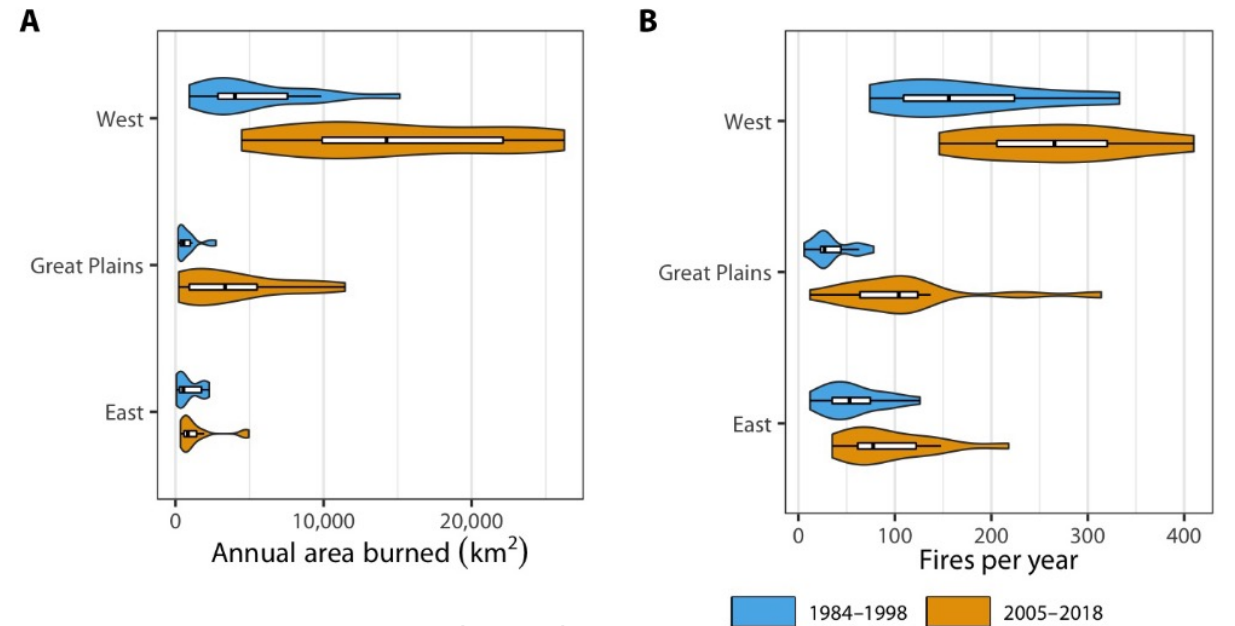 A
B
West
Great Plains
East
0
10,000
20,000
Annual area burned (km²)
West
Great Plains
East
0
100
200
300
400
Fires per year
1984–1998
2005–2018